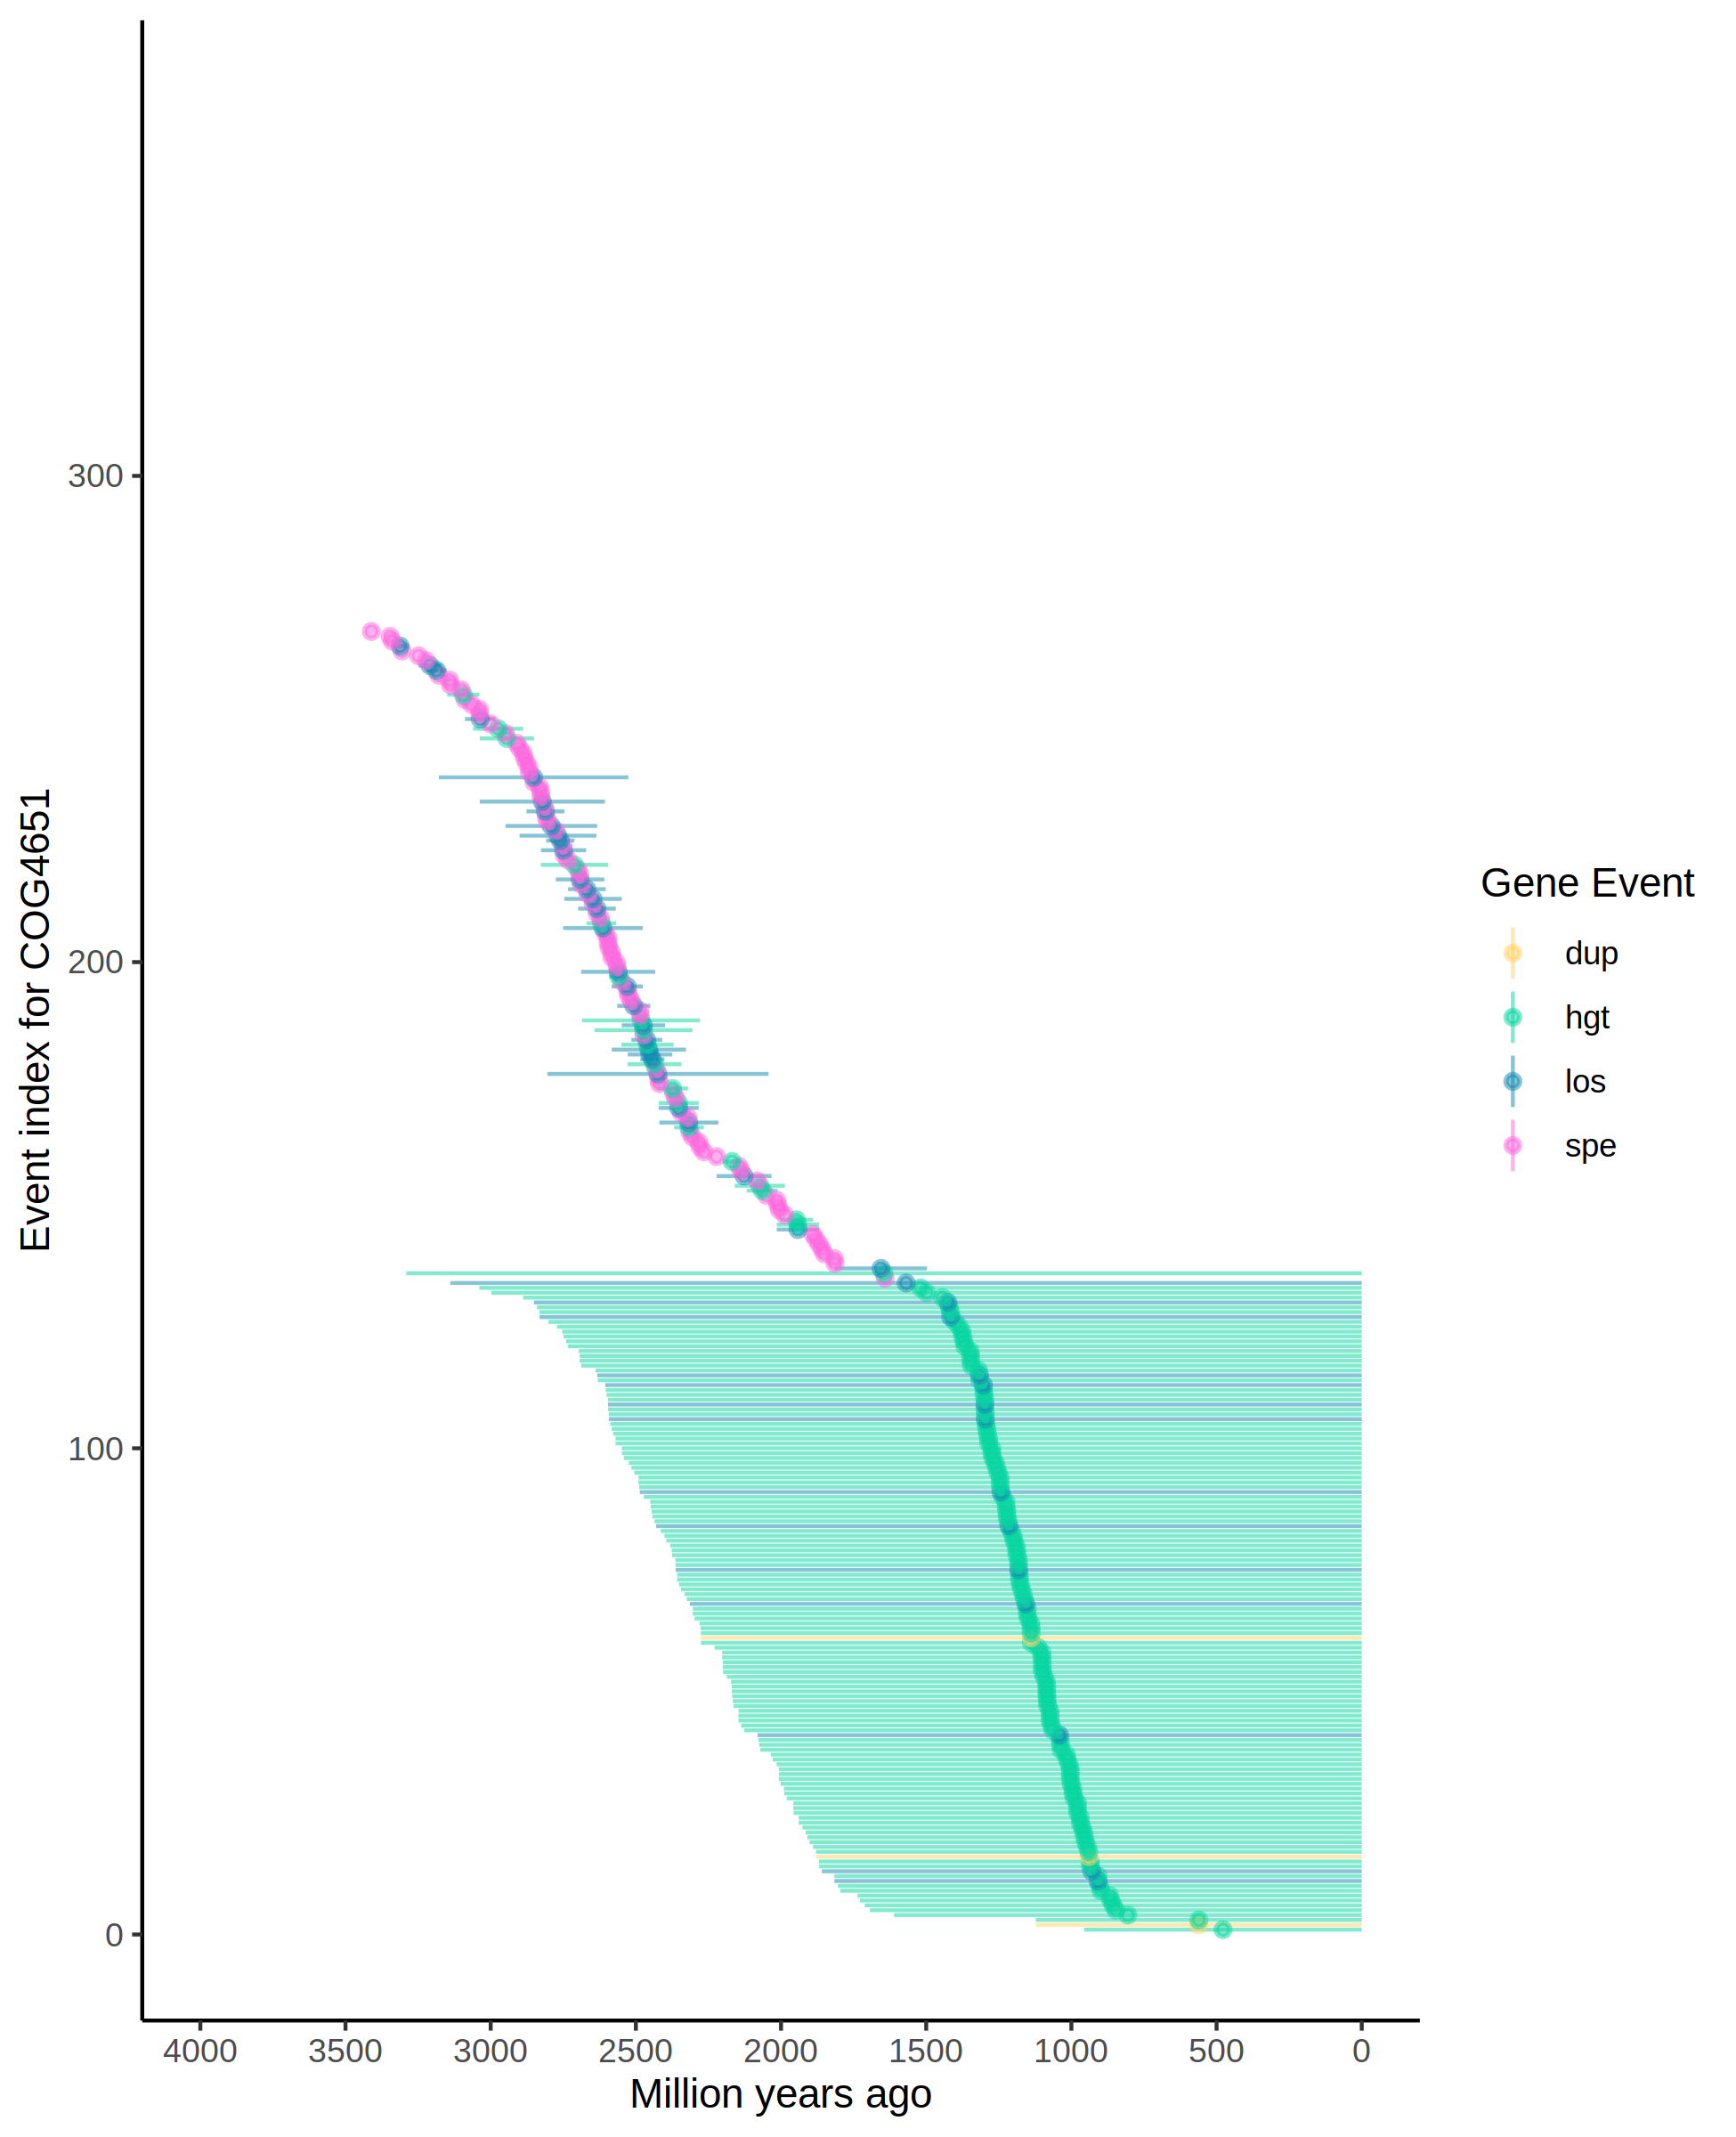 300
200
100
0
Event index for COG4651
4000 3500 3000 2500 2000 1500 1000 500 0
Million years ago
Gene Event
dup
hgt
los
spe